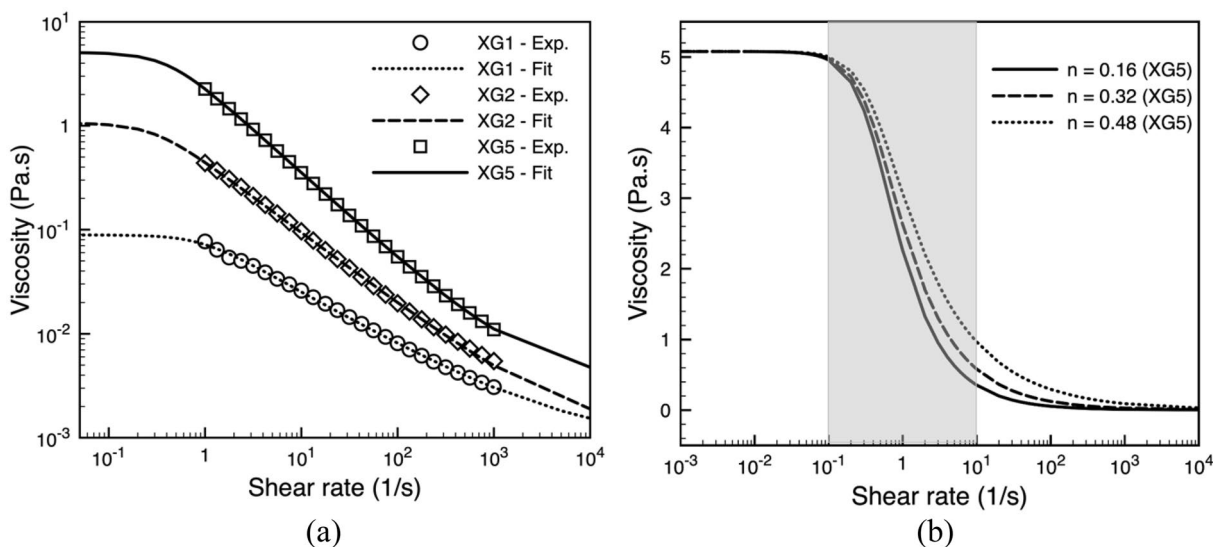 10¹
1
10⁻¹
10⁻²
10⁻³
Viscosity (Pa.s)
XG1 - Exp.
XG1 - Fit
XG2 - Exp.
XG2 - Fit
XG5 - Exp.
XG5 - Fit
10⁻¹ 1 10¹ 10² 10³ 10⁴
Shear rate (1/s)
(a)
5
4
3
2
1
0
Viscosity (Pa.s)
n = 0.16 (XG5)
n = 0.32 (XG5)
n = 0.48 (XG5)
10⁻³ 10⁻² 10⁻¹ 1 10¹ 10² 10³ 10⁴
Shear rate (1/s)
(b)